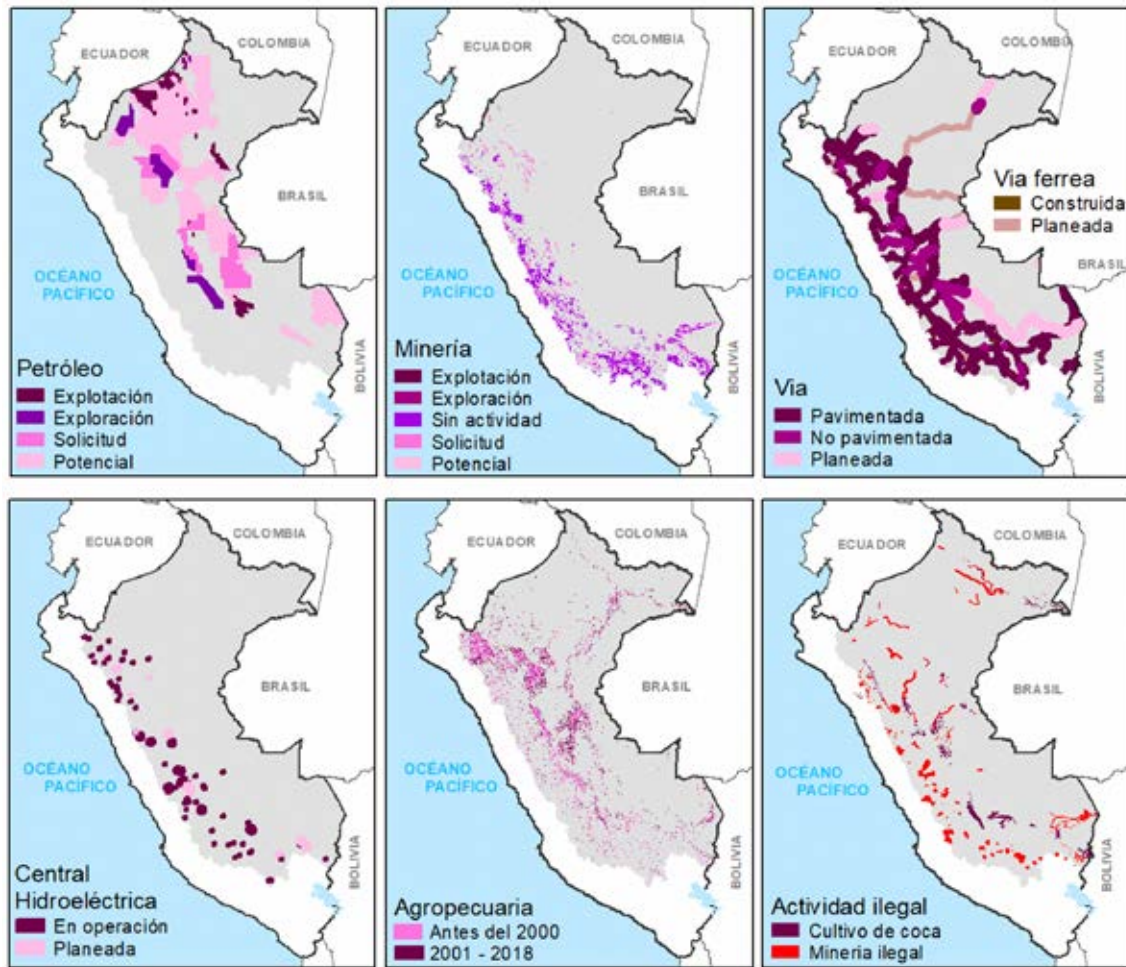 ECUADOR
COLOMBIA
BRASIL
OCÉANO
PACÍFICO
BOLIVIA
Petróleo
Explotación
Exploración
Solicitud
Potencial
ECUADOR
COLOMBIA
BRASIL
OCÉANO
PACÍFICO
BOLIVIA
Minería
Explotación
Exploración
Sin actividad
Solicitud
Potencial
ECUADOR
COLOMBIA
Via ferrea
Construida
Planeada
BRASIL
OCÉANO
PACÍFICO
BOLIVIA
Via
Pavimentada
No pavimentada
Planeada
ECUADOR
COLOMBIA
BRASIL
OCÉANO
PACÍFICO
BOLIVIA
Central
Hidroeléctrica
En operación
Planeada
ECUADOR
COLOMBIA
BRASIL
OCÉANO
PACÍFICO
BOLIVIA
Agropecuaria
Antes del 2000
2001 - 2018
ECUADOR
COLOMBIA
BRASIL
OCÉANO
PACÍFICO
BOLIVIA
Actividad ilegal
Cultivo de coca
Mineria ilegal